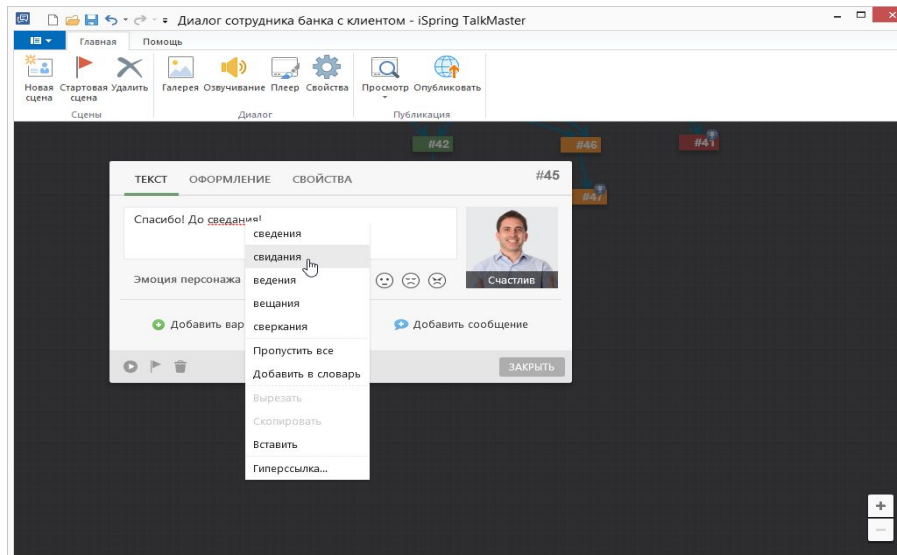 Диалог сотрудника банка с клиентом - iSpring TalkMaster
Главная Помощь
Новая сцена Стартовая сцена Удалить Галерея Озвучивание Плеер Свойства Просмотр Опубликовать
Сцены Диалог Публикация
#42 #46 #41
#47
ТЕКСТ ОФОРМЛЕНИЕ СВОЙСТВА #45
Спасибо! До сведания!
сведения
свидания
ведения
вещания
сверкания
Пропустить все
Добавить в словарь
Вырезать
Скопировать
Вставить
Гиперссылка...
Эмоция персонажа
Счастлив
Добавить вар
Добавить сообщение
ЗАКРЫТЬ